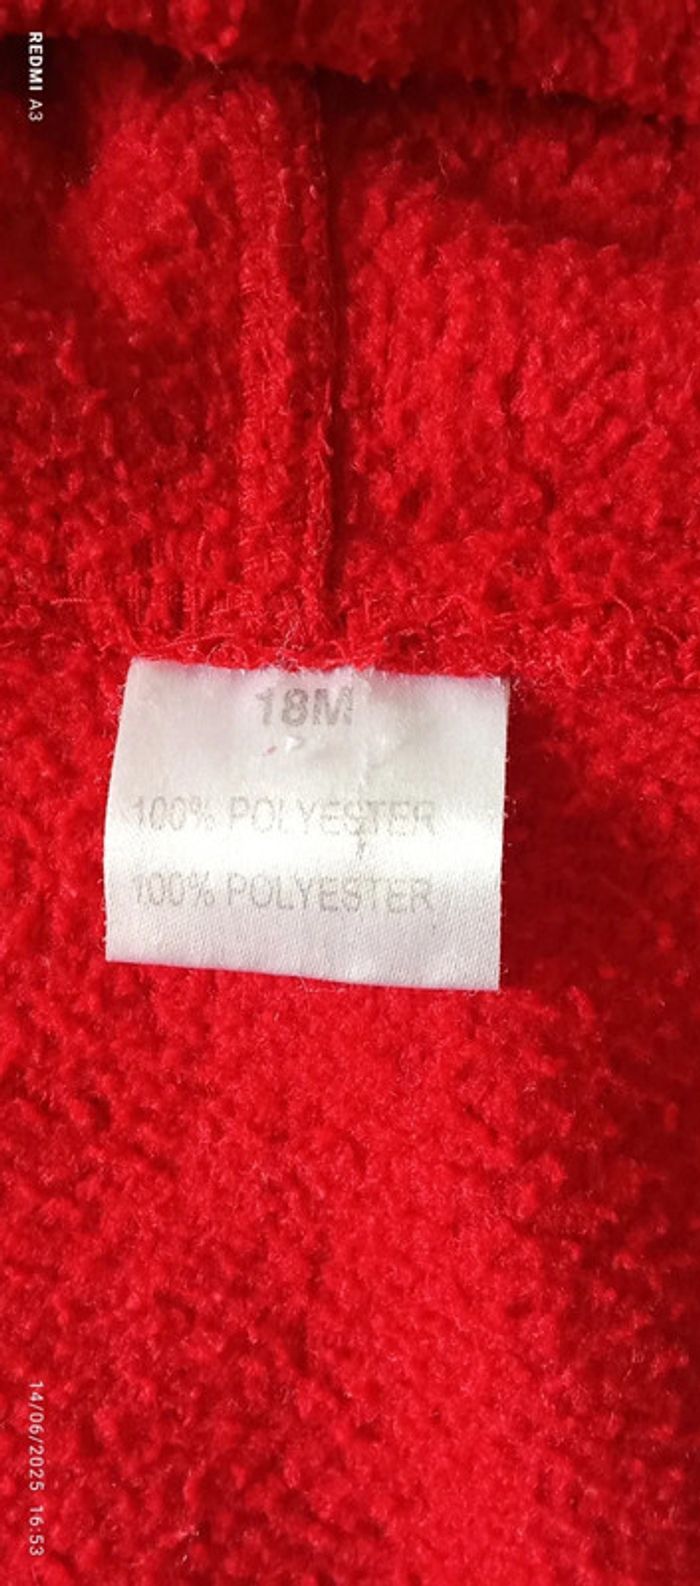 REDMI A3
18M
100% POLYESTER
100% POLYESTER
14/06/2025 16:53